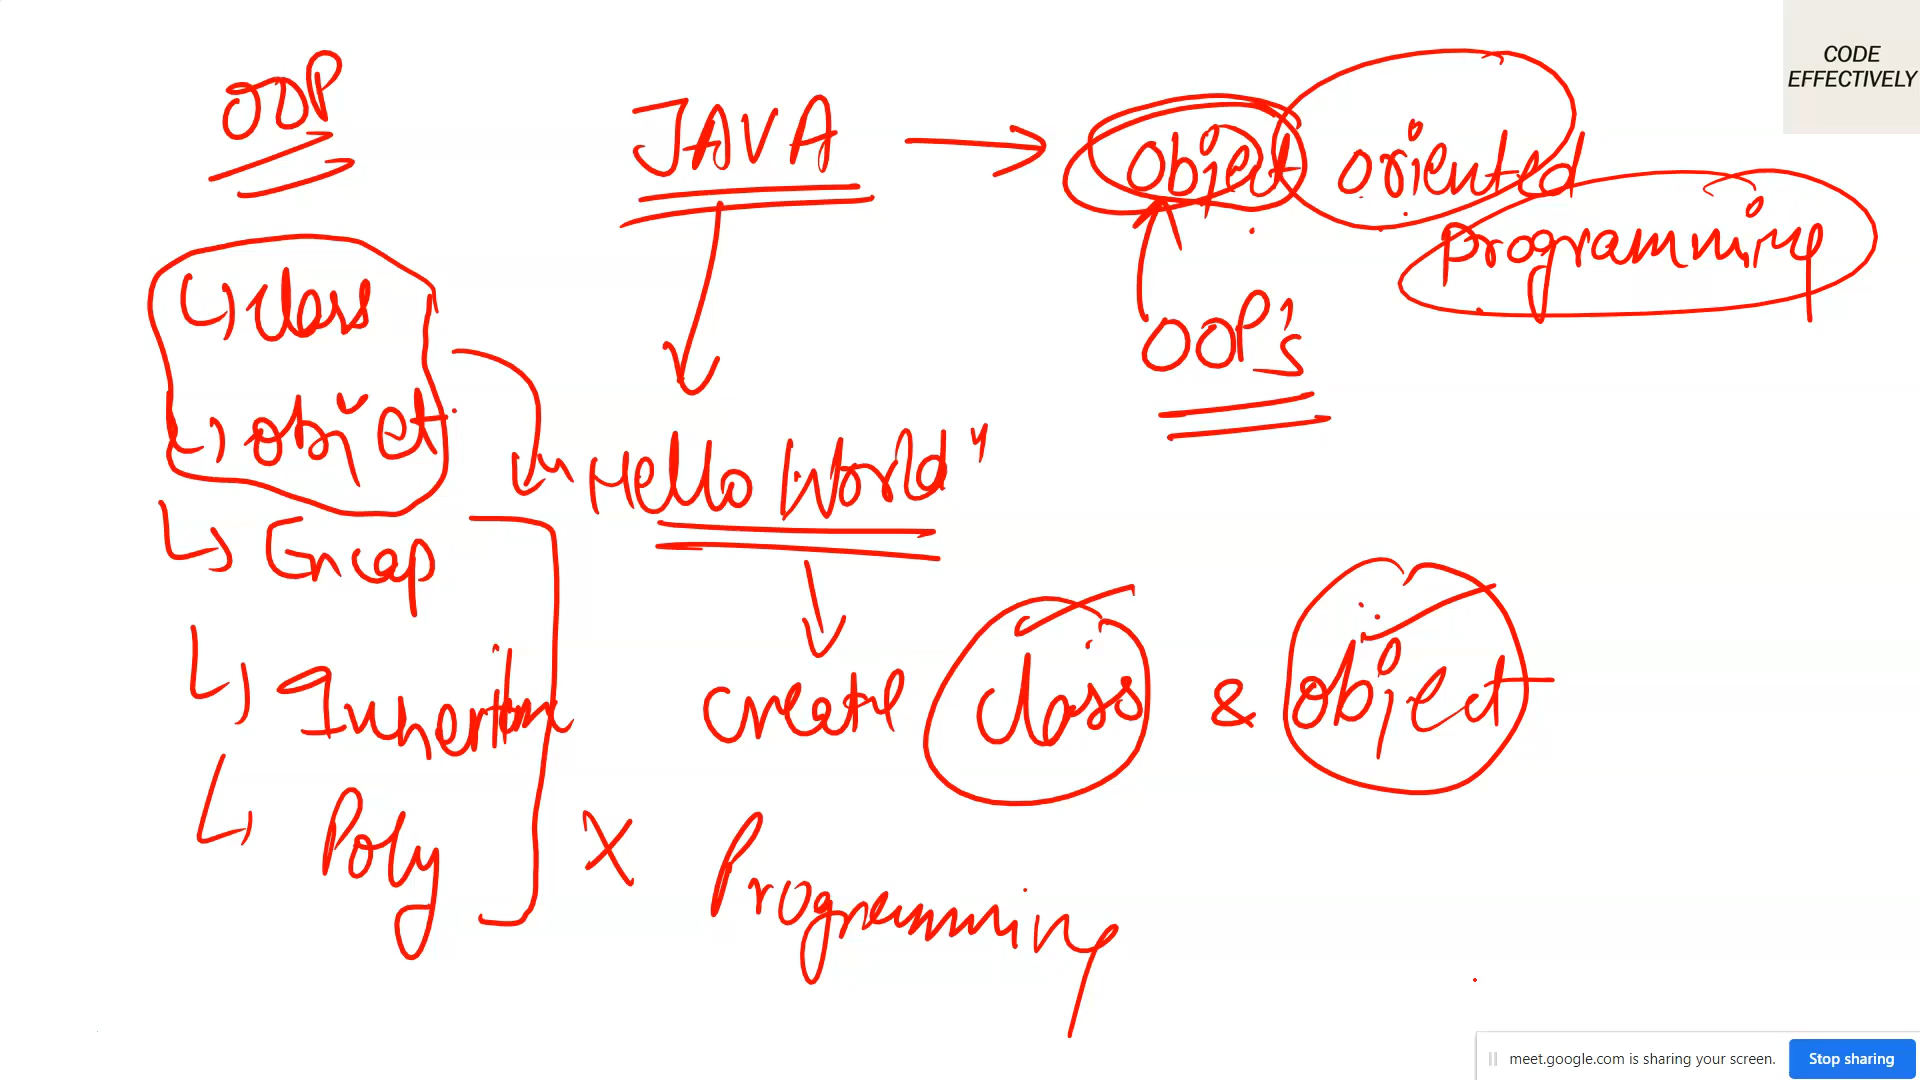 CODE
EFFECTIVELY
OOP
JAVA → Object oriented
programming
OOP's
↳ class
↳ object
"Hello World"
↳ Encap
create class & object
↳ Inheritance
↳ Poly
X Programming
meet.google.com is sharing your screen. Stop sharing